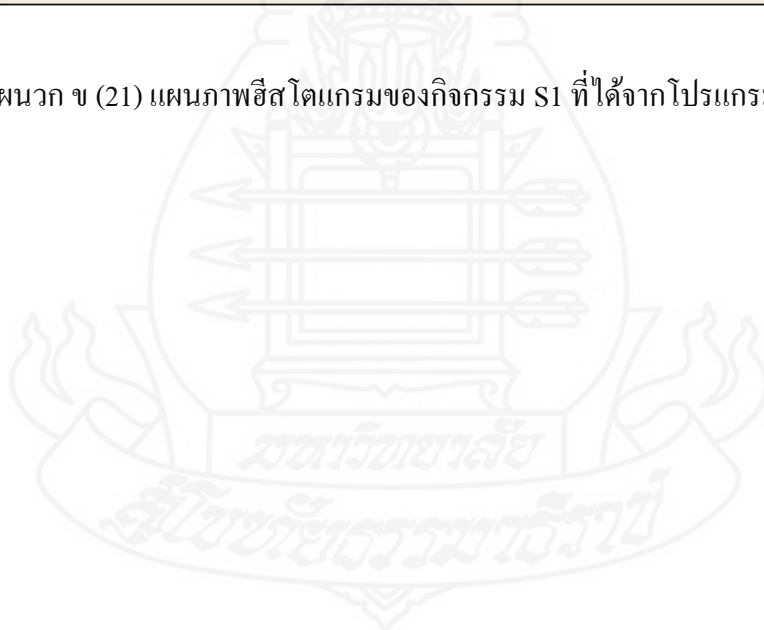 ผนวก ข (21) แผนภาพฮีสโตแกรมของกิจกรรม S1 ที่ได้จากโปรแกร
มหาวิทยาลัย
สุโขทัยธรรมาธิราช